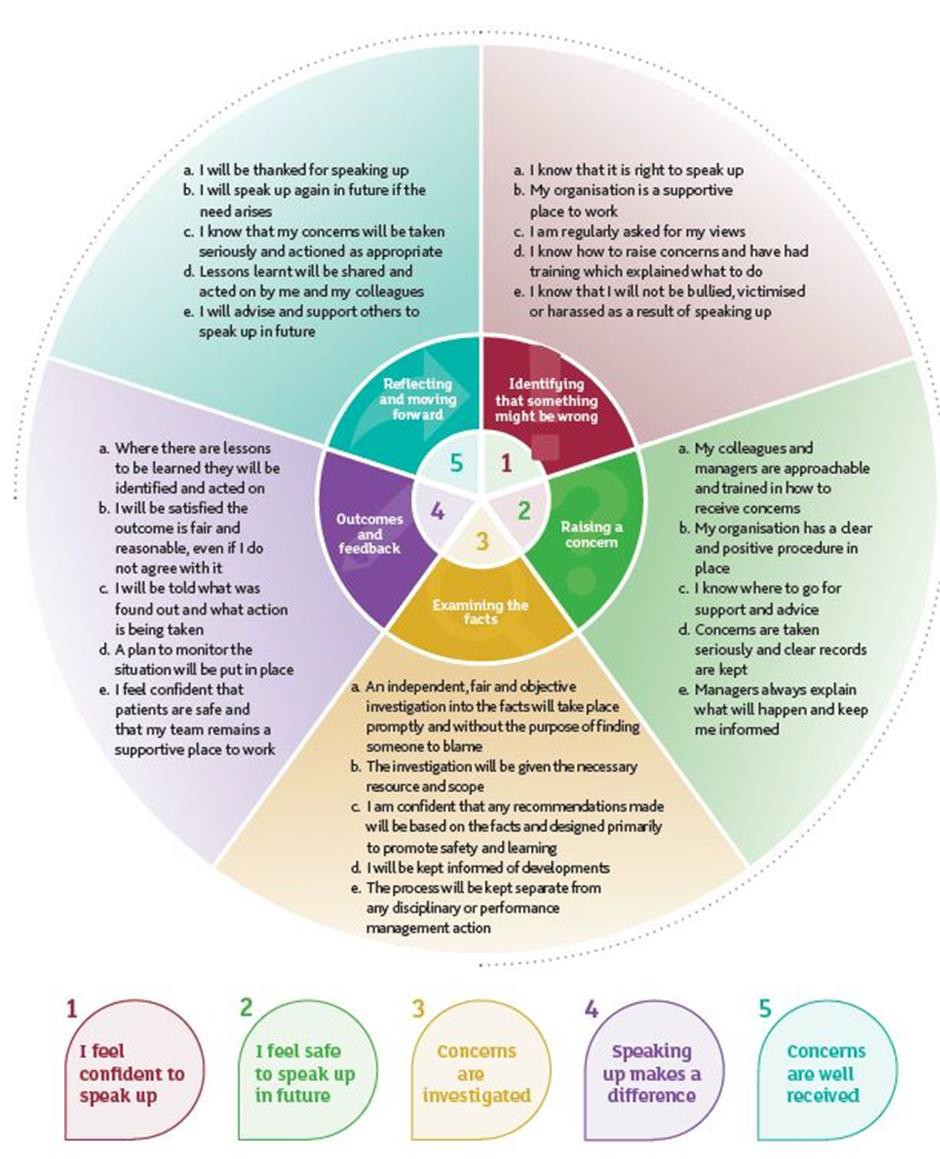 Identifying
that something
might be wrong
1
a. I know that it is right to speak up
b. My organisation is a supportive
place to work
c. I am regularly asked for my views
d. I know how to raise concerns and have had
training which explained what to do
e. I know that I will not be bullied, victimised
or harassed as a result of speaking up
Raising a
concern
2
a. My colleagues and
managers are approachable
and trained in how to
receive concerns
b. My organisation has a clear
and positive procedure in
place
c. I know where to go for
support and advice
d. Concerns are taken
seriously and clear records
are kept
e. Managers always explain
what will happen and keep
me informed
Examining the
facts
3
a. An independent, fair and objective
investigation into the facts will take place
promptly and without the purpose of finding
someone to blame
b. The investigation will be given the necessary
resource and scope
c. I am confident that any recommendations made
will be based on the facts and designed primarily
to promote safety and learning
d. I will be kept informed of developments
e. The process will be kept separate from
any disciplinary or performance
management action
Outcomes
and
feedback
4
a. Where there are lessons
to be learned they will be
identified and acted on
b. I will be satisfied the
outcome is fair and
reasonable, even if I do
not agree with it
c. I will be told what was
found out and what action
is being taken
d. A plan to monitor the
situation will be put in place
e. I feel confident that
patients are safe and
that my team remains a
supportive place to work
Reflecting
and moving
forward
5
a. I will be thanked for speaking up
b. I will speak up again in future if the
need arises
c. I know that my concerns will be taken
seriously and actioned as appropriate
d. Lessons learnt will be shared and
acted on by me and my colleagues
e. I will advise and support others to
speak up in future
1
I feel
confident to
speak up
2
I feel safe
to speak up
in future
3
Concerns
are
investigated
4
Speaking
up makes a
difference
5
Concerns
are well
received